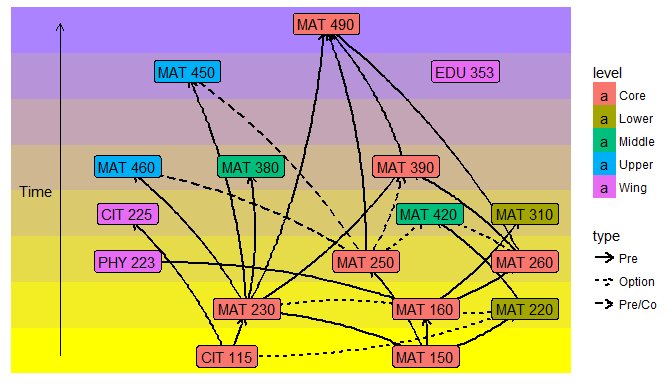 MAT 490
MAT 450
EDU 353
MAT 460
MAT 380
MAT 390
Time
CIT 225
MAT 420
MAT 310
PHY 223
MAT 250
MAT 260
MAT 230
MAT 160
MAT 220
CIT 115
MAT 150
level
a Core
a Lower
a Middle
a Upper
a Wing
type
Pre
Option
Pre/Co